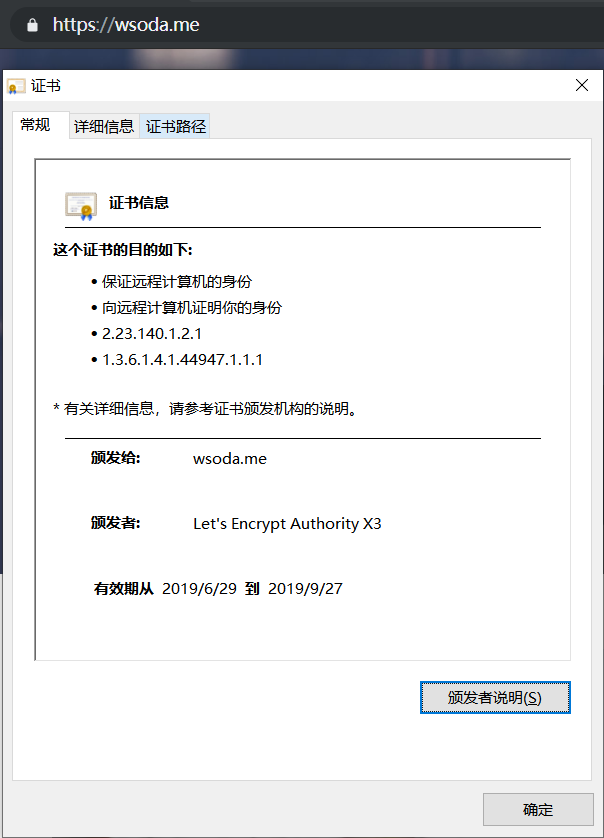 https://wsoda.me
证书
常规 详细信息 证书路径
证书信息
这个证书的目的如下:
• 保证远程计算机的身份
• 向远程计算机证明你的身份
• 2.23.140.1.2.1
• 1.3.6.1.4.1.44947.1.1.1
* 有关详细信息，请参考证书颁发机构的说明。
颁发给: wsoda.me
颁发者: Let's Encrypt Authority X3
有效期从 2019/6/29 到 2019/9/27
颁发者说明(S)
确定